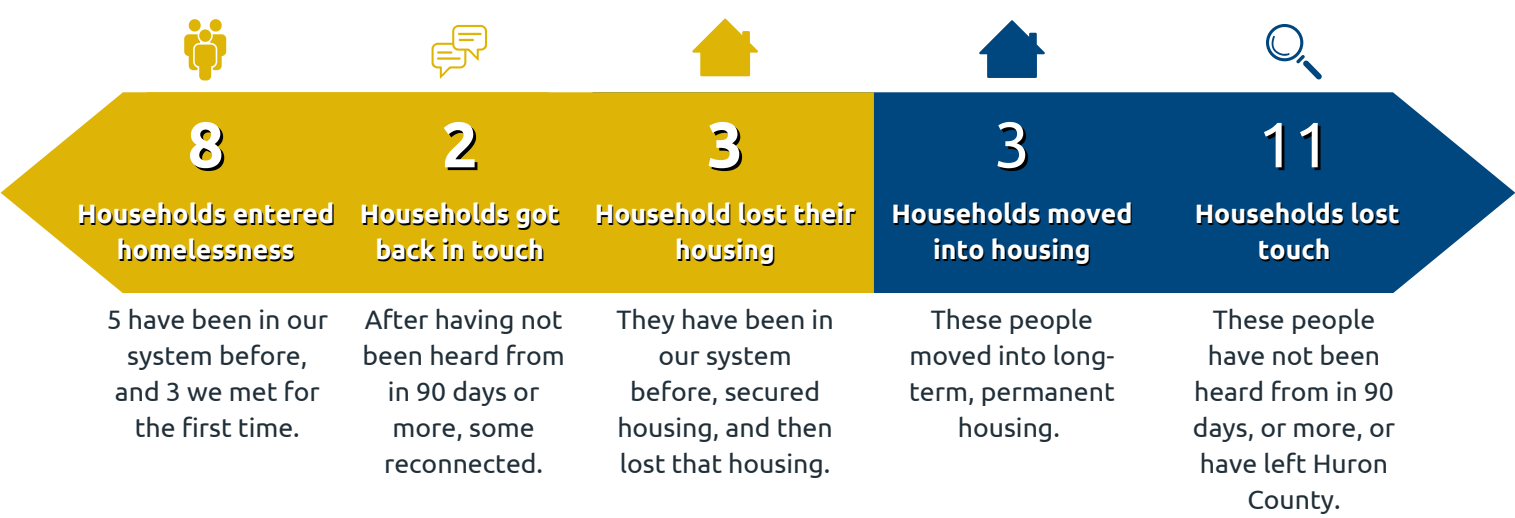 8
Households entered
homelessness
5 have been in our
system before,
and 3 we met for
the first time.
2
Households got
back in touch
After having not
been heard from
in 90 days or
more, some
reconnected.
3
Household lost their
housing
They have been in
our system
before, secured
housing, and then
lost that housing.
3
Households moved
into housing
These people
moved into long-
term, permanent
housing.
11
Households lost
touch
These people
have not been
heard from in 90
days, or more, or
have left Huron
County.